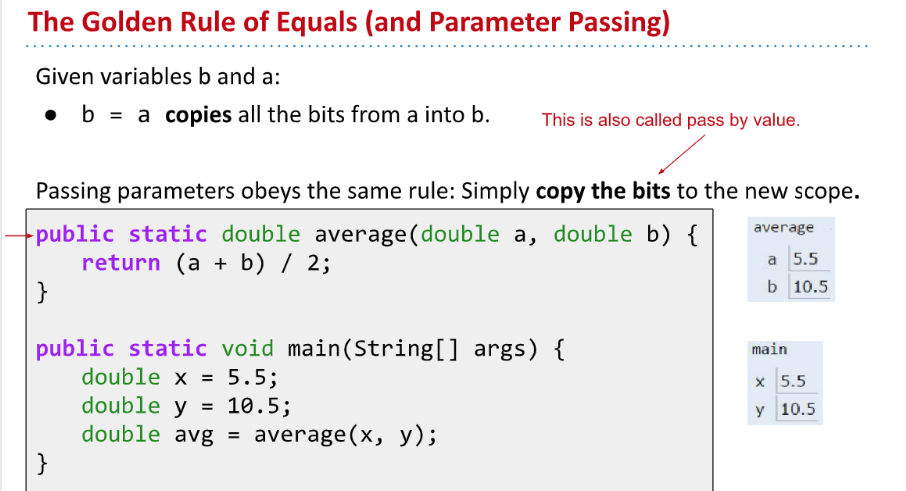 The Golden Rule of Equals (and Parameter Passing)
Given variables b and a:
● b = a copies all the bits from a into b.
This is also called pass by value.
Passing parameters obeys the same rule: Simply copy the bits to the new scope.
public static double average(double a, double b) {
    return (a + b) / 2;
}
public static void main(String[] args) {
    double x = 5.5;
    double y = 10.5;
    double avg = average(x, y);
}
average
a 5.5
b 10.5
main
x 5.5
y 10.5